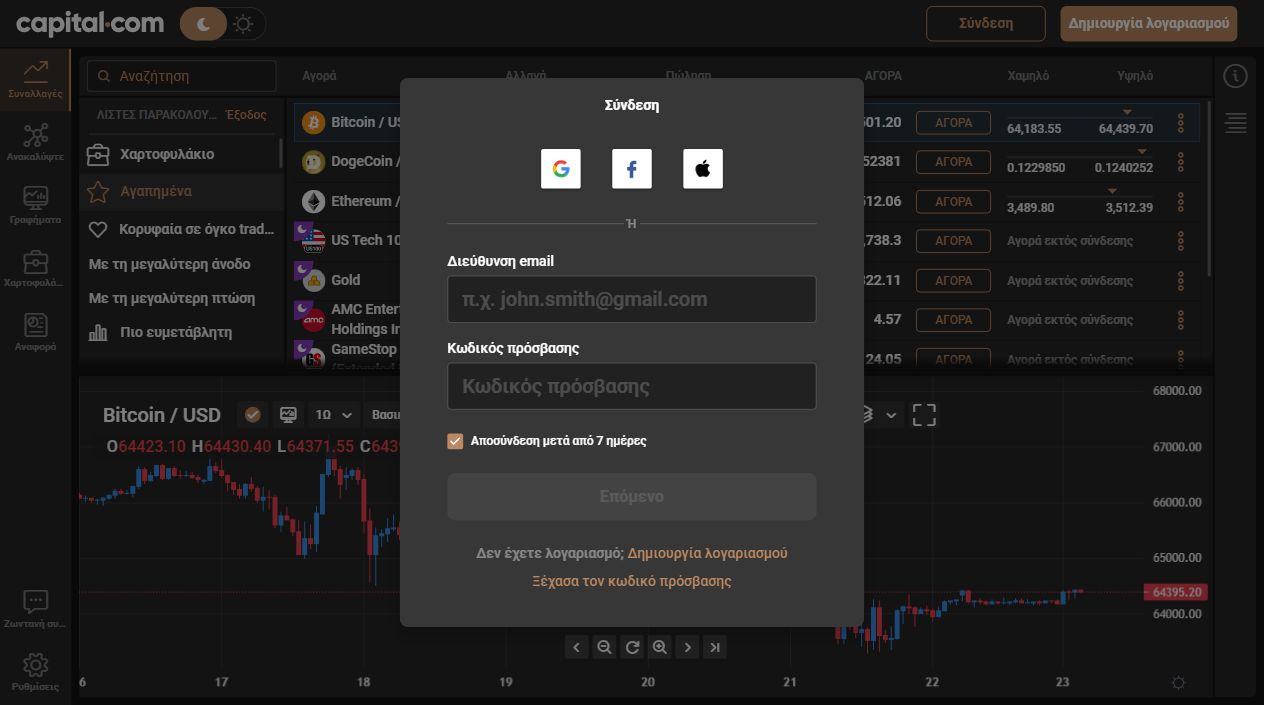 capital.com
Σύνδεση
Δημιουργία λογαριασμού
Συναλλαγές
Ανακαλύψτε
Γραφήματα
Χαρτοφυλά...
Αναφορά
Ζωντανή συ...
Ρυθμίσεις
Αναζήτηση
ΛΙΣΤΕΣ ΠΑΡΑΚΟΛΟΥ... Έξοδος
Χαρτοφυλάκιο
Αγαπημένα
Κορυφαία σε όγκο trad...
Με τη μεγαλύτερη άνοδο
Με τη μεγαλύτερη πτώση
Πιο ευμετάβλητη
Αγορά Αλλαγή Πώληση ΑΓΟΡΑ Χαμηλό Υψηλό
Bitcoin / US 501.20 ΑΓΟΡΑ 64,183.55 64,439.70
DogeCoin / 52381 ΑΓΟΡΑ 0.1229850 0.1240252
Ethereum / 512.06 ΑΓΟΡΑ 3,489.80 3,512.39
US Tech 10 ,738.3 ΑΓΟΡΑ Αγορά εκτός σύνδεσης
Gold 322.11 ΑΓΟΡΑ Αγορά εκτός σύνδεσης
AMC Enter
Holdings In 4.57 ΑΓΟΡΑ Αγορά εκτός σύνδεσης
GameStop 24.05 ΑΓΟΡΑ Αγορά εκτός σύνδεσης
(Extended
Σύνδεση
Ή
Διεύθυνση email
π.χ. john.smith@gmail.com
Κωδικός πρόσβασης
Κωδικός πρόσβασης
Αποσύνδεση μετά από 7 ημέρες
Επόμενο
Δεν έχετε λογαριασμό; Δημιουργία λογαριασμού
Ξέχασα τον κωδικό πρόσβασης
Bitcoin / USD 1Ω Βασι
O64423.10 H64430.40 L64371.55 C6439
68000.00
67000.00
66000.00
65000.00
64395.20
64000.00
6 17 18 19 20 21 22 23